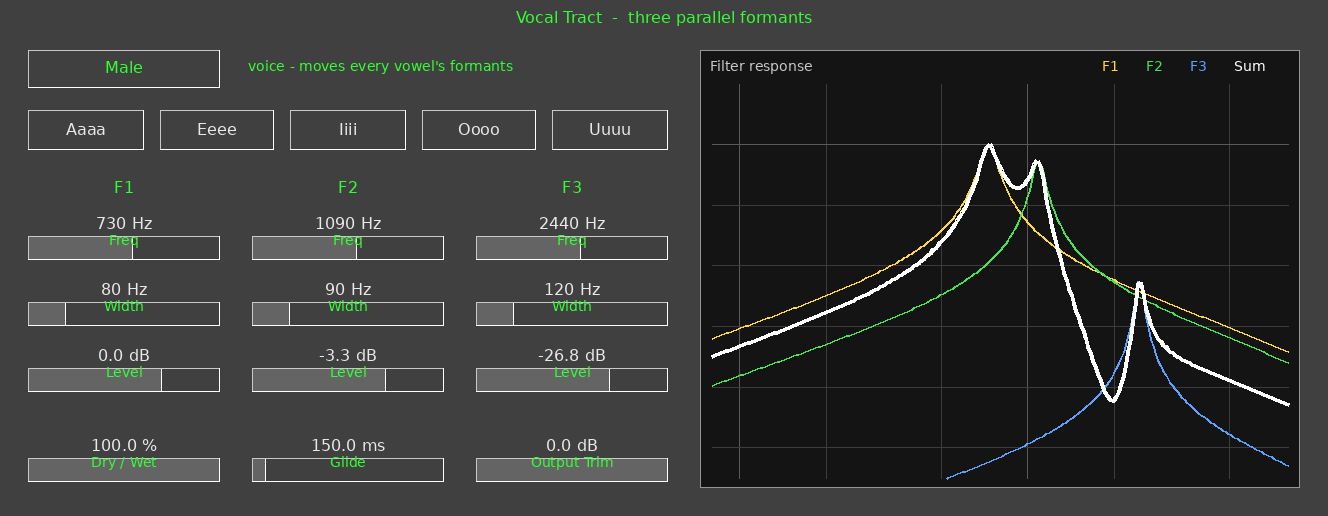 Vocal Tract - three parallel formants
Male
voice - moves every vowel's formants
Aaaa Eeee Iiii Oooo Uuuu
F1 F2 F3
730 Hz 1090 Hz 2440 Hz
Freq Freq Freq
80 Hz 90 Hz 120 Hz
Width Width Width
0.0 dB -3.3 dB -26.8 dB
Level Level Level
100.0 % 150.0 ms 0.0 dB
Dry / Wet Glide Output Trim
Filter response F1 F2 F3 Sum